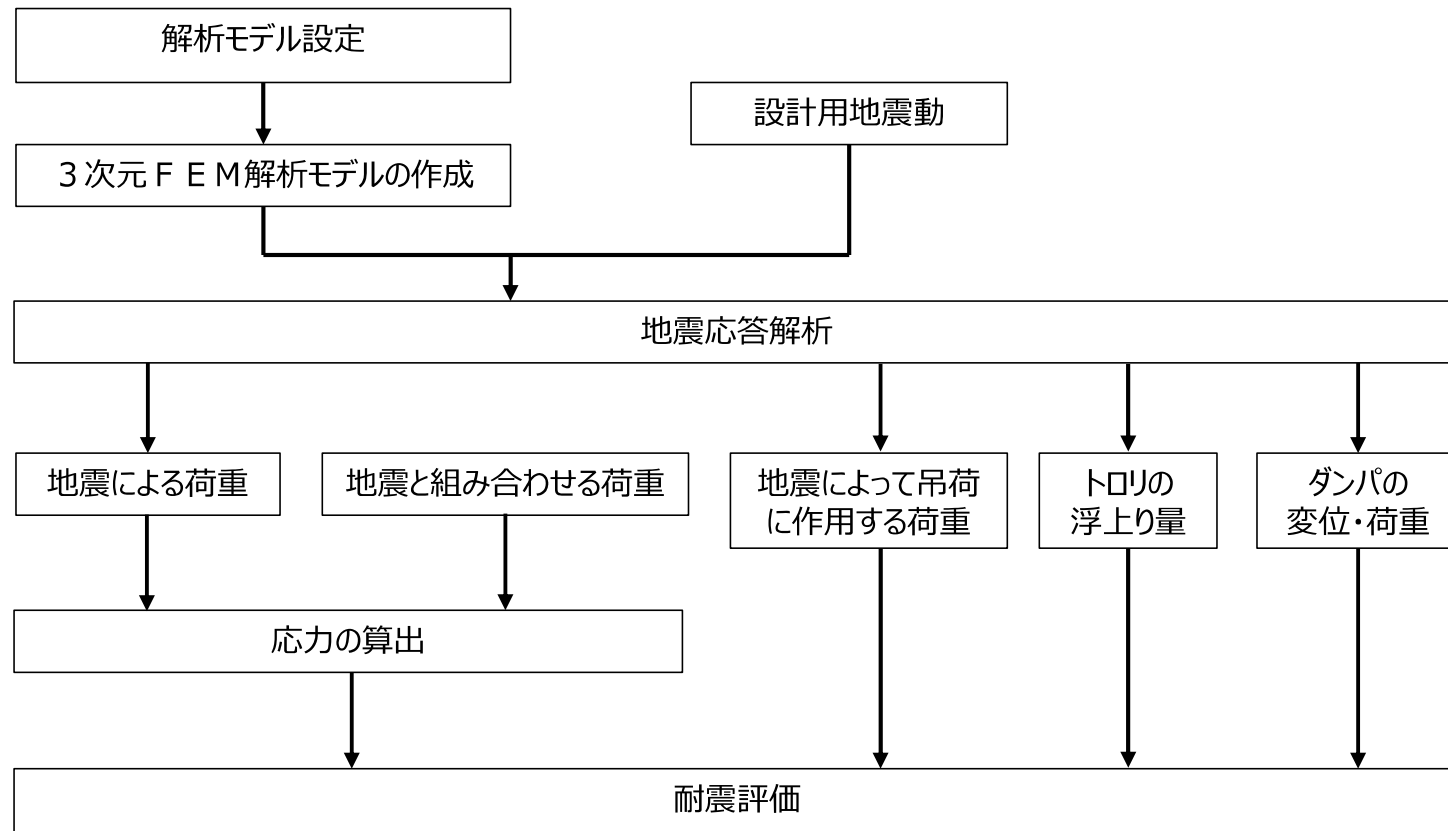 解析モデル設定
設計用地震動
３次元ＦＥＭ解析モデルの作成
地震応答解析
地震による荷重
地震と組み合わせる荷重
地震によって吊荷
に作用する荷重
トロリの
浮上り量
ダンパの
変位・荷重
応力の算出
耐震評価